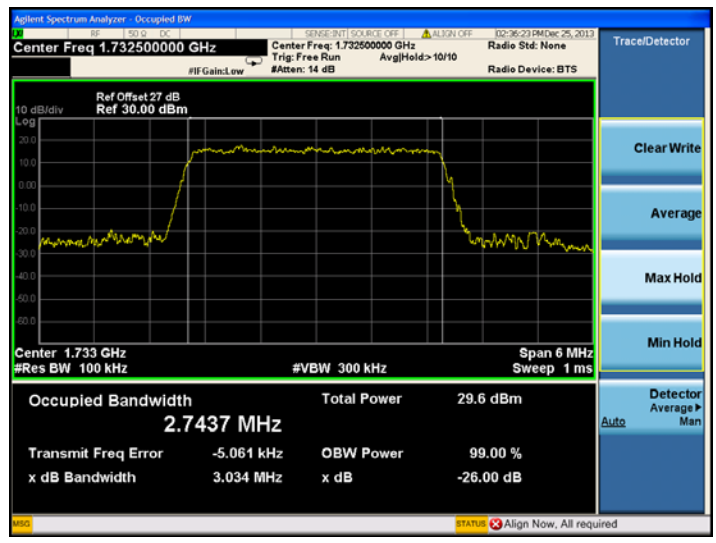 Agilent Spectrum Analyzer - Occupied BW
RF 50 Ω DC SENSE:INT SOURCE OFF ALIGN OFF 02:36:23 PM Dec 25, 2013
Center Freq 1.732500000 GHz
Center Freq: 1.732500000 GHz
Radio Std: None
Trig: Free Run
Avg|Hold:> 10/10
#IFGain:Low
#Atten: 14 dB
Radio Device: BTS
Trace/Detector
Ref Offset 27 dB
10 dB/div
Ref 30.00 dBm
Log
20.0
10.0
0.00
-10.0
-20.0
-30.0
-40.0
-50.0
-60.0
Center 1.733 GHz
Span 6 MHz
#Res BW 100 kHz
#VBW 300 kHz
Sweep 1 ms
Occupied Bandwidth
Total Power
29.6 dBm
2.7437 MHz
Transmit Freq Error
-5.061 kHz
OBW Power
99.00 %
x dB Bandwidth
3.034 MHz
x dB
-26.00 dB
Clear Write
Average
Max Hold
Min Hold
Detector
Average
Auto
Man
MSG
STATUS
Align Now, All required